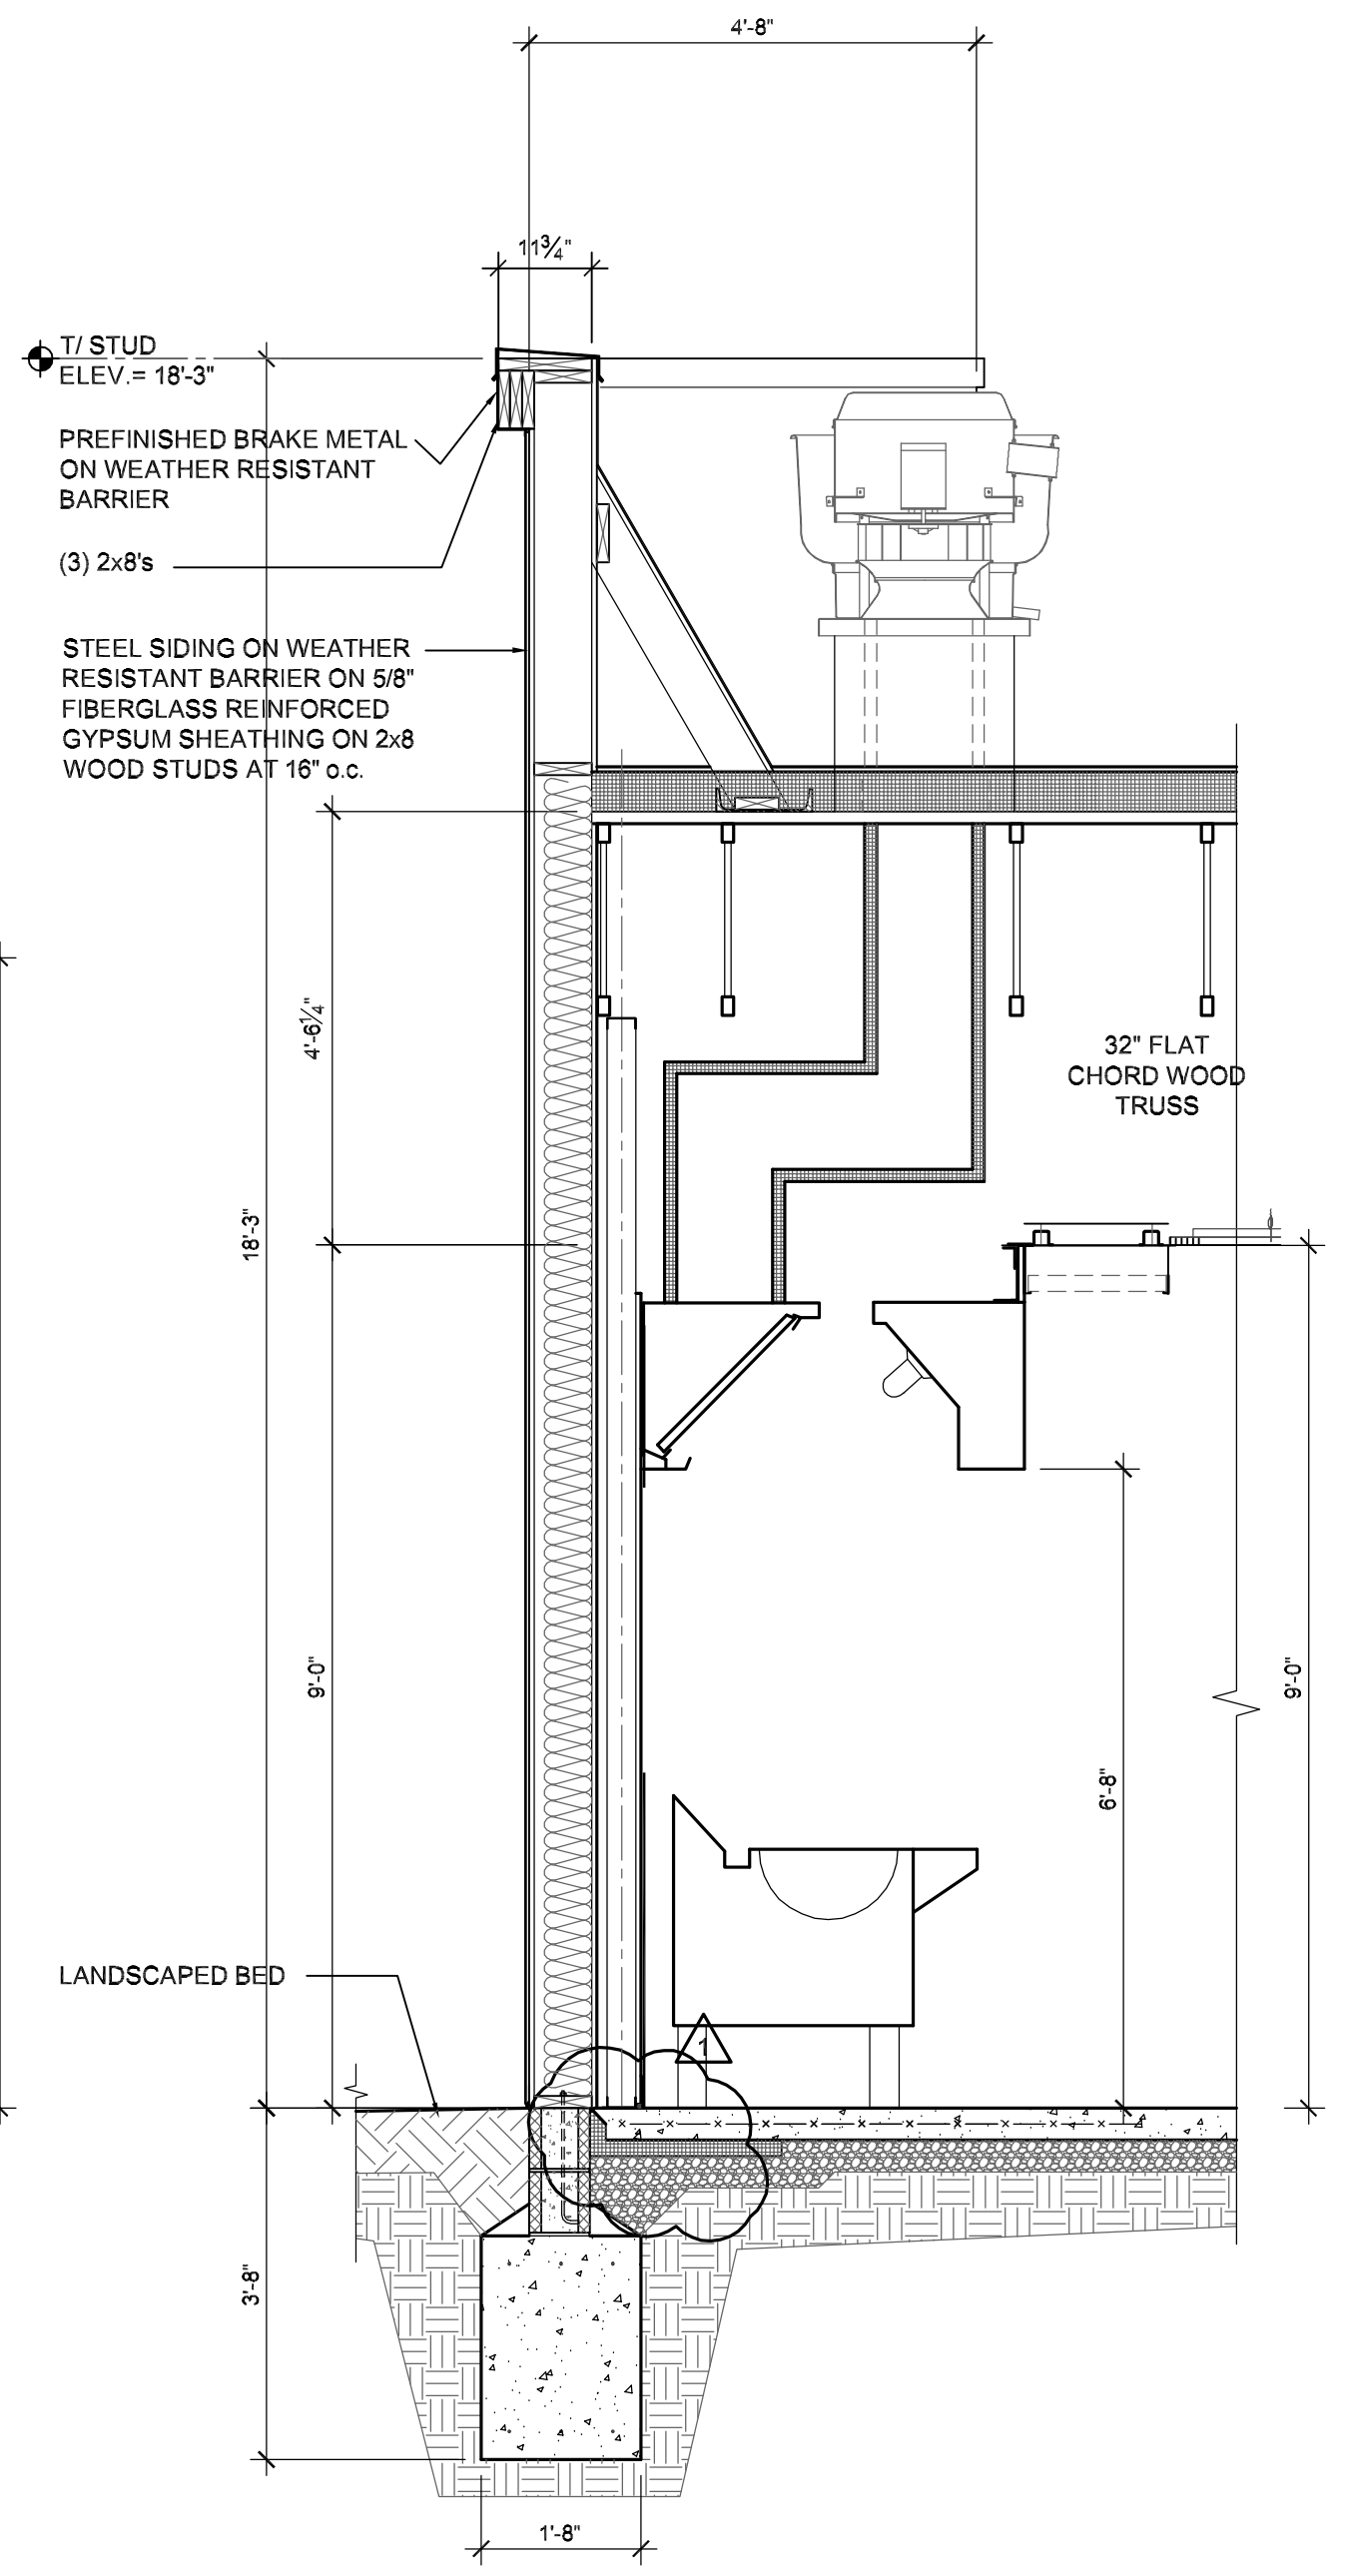 4'-8"
11¾"
T/ STUD
ELEV.= 18'-3"
PREFINISHED BRAKE METAL
ON WEATHER RESISTANT
BARRIER
(3) 2x8's
STEEL SIDING ON WEATHER
RESISTANT BARRIER ON 5/8"
FIBERGLASS REINFORCED
GYPSUM SHEATHING ON 2x8
WOOD STUDS AT 16" o.c.
4'-6¼"
32" FLAT
CHORD WOOD
TRUSS
18'-3"
9'-0"
9'-0"
6'-8"
LANDSCAPED BED
1
3'-8"
1'-8"